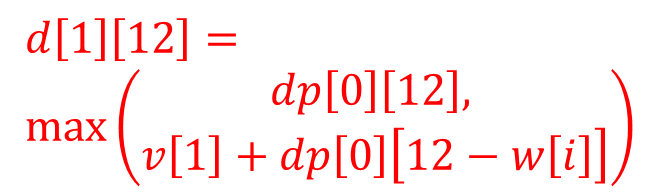 d[1][12] =
max(dp[0][12],
v[1] + dp[0][12 − w[i]])